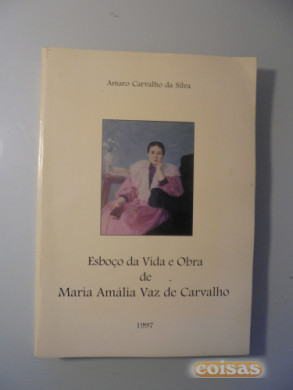 Amaro Carvalho da Silva
Esboço da Vida e Obra
de
Maria Amália Vaz de Carvalho
1997
coisas